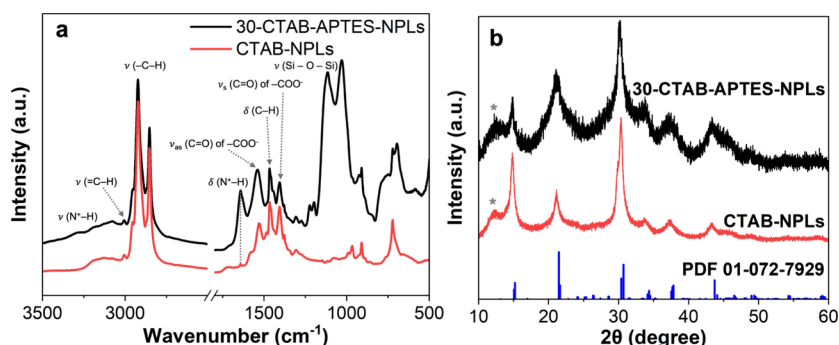 a
30-CTAB-APTES-NPLs
CTAB-NPLs
ν (–C–H)
ν (Si – O – Si)
νₛ (C=O) of –COO⁻
δ (C–H)
νₐₛ (C=O) of –COO⁻
ν (=C–H)
δ (N⁺–H)
ν (N⁺–H)
Intensity (a.u.)
3500
3000
1500
1000
500
Wavenumber (cm⁻¹)
b
30-CTAB-APTES-NPLs
*
CTAB-NPLs
*
PDF 01-072-7929
Intensity (a.u.)
10
20
30
40
50
60
2θ (degree)